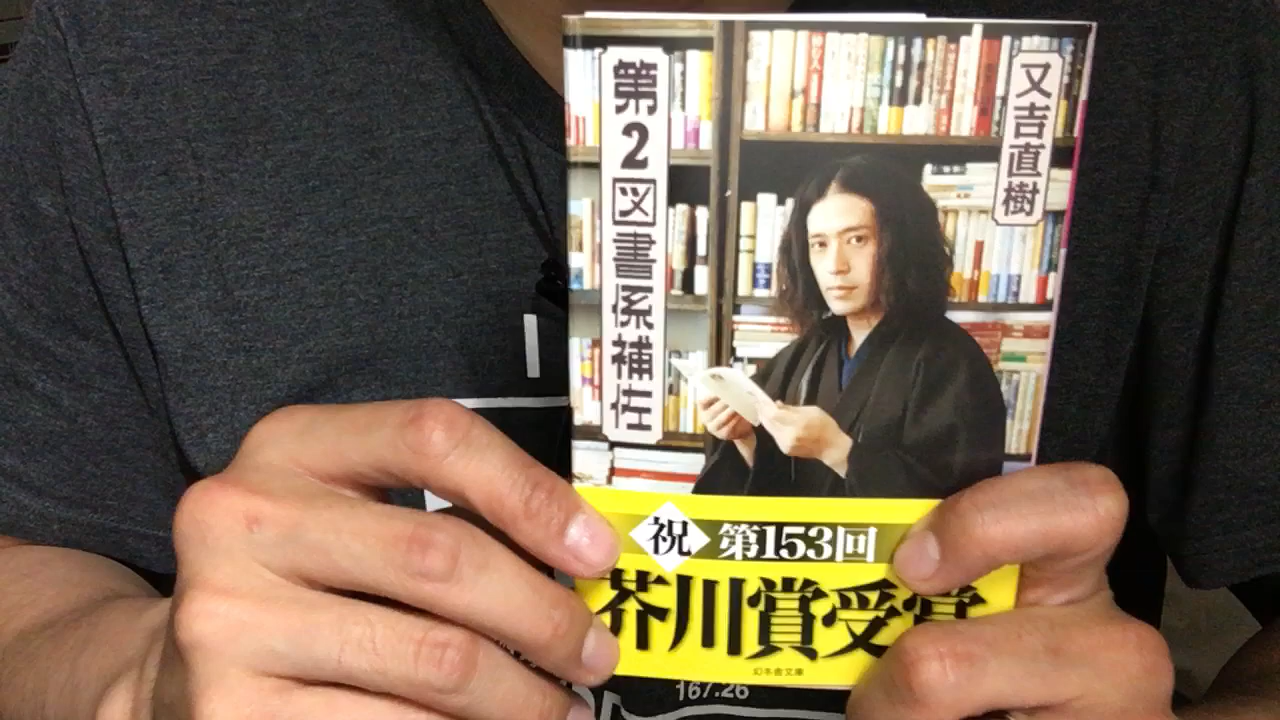 第2図書係補佐
又吉直樹
祝 第153回
芥川賞受賞
幻冬舎文庫
167.26